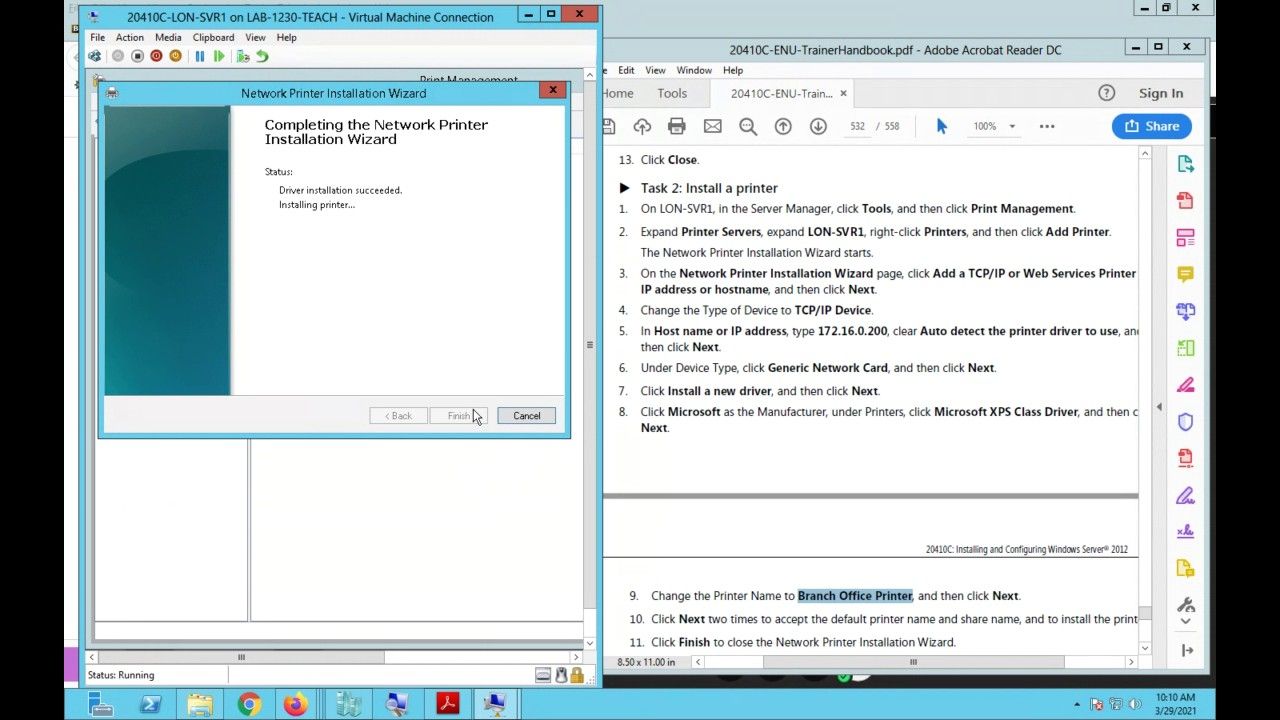 20410C-LON-SVR1 on LAB-1230-TEACH - Virtual Machine Connection
File Action Media Clipboard View Help
Print Management
Network Printer Installation Wizard
Completing the Network Printer
Installation Wizard
Status:
Driver installation succeeded.
Installing printer...
< Back
Finish
Cancel
Status: Running
20410C-ENU-TrainerHandbook.pdf - Adobe Acrobat Reader DC
Edit View Window Help
Home Tools 20410C-ENU-Train... × Sign In
532 / 558 100% Share
13. Click Close.
Task 2: Install a printer
1. On LON-SVR1, in the Server Manager, click Tools, and then click Print Management.
2. Expand Printer Servers, expand LON-SVR1, right-click Printers, and then click Add Printer.
The Network Printer Installation Wizard starts.
3. On the Network Printer Installation Wizard page, click Add a TCP/IP or Web Services Printer
IP address or hostname, and then click Next.
4. Change the Type of Device to TCP/IP Device.
5. In Host name or IP address, type 172.16.0.200, clear Auto detect the printer driver to use, and
then click Next.
6. Under Device Type, click Generic Network Card, and then click Next.
7. Click Install a new driver, and then click Next.
8. Click Microsoft as the Manufacturer, under Printers, click Microsoft XPS Class Driver, and then c
Next.
20410C: Installing and Configuring Windows Server® 2012
9. Change the Printer Name to Branch Office Printer, and then click Next.
10. Click Next two times to accept the default printer name and share name, and to install the print
11. Click Finish to close the Network Printer Installation Wizard.
8.50 x 11.00 in
10:10 AM
3/29/2021